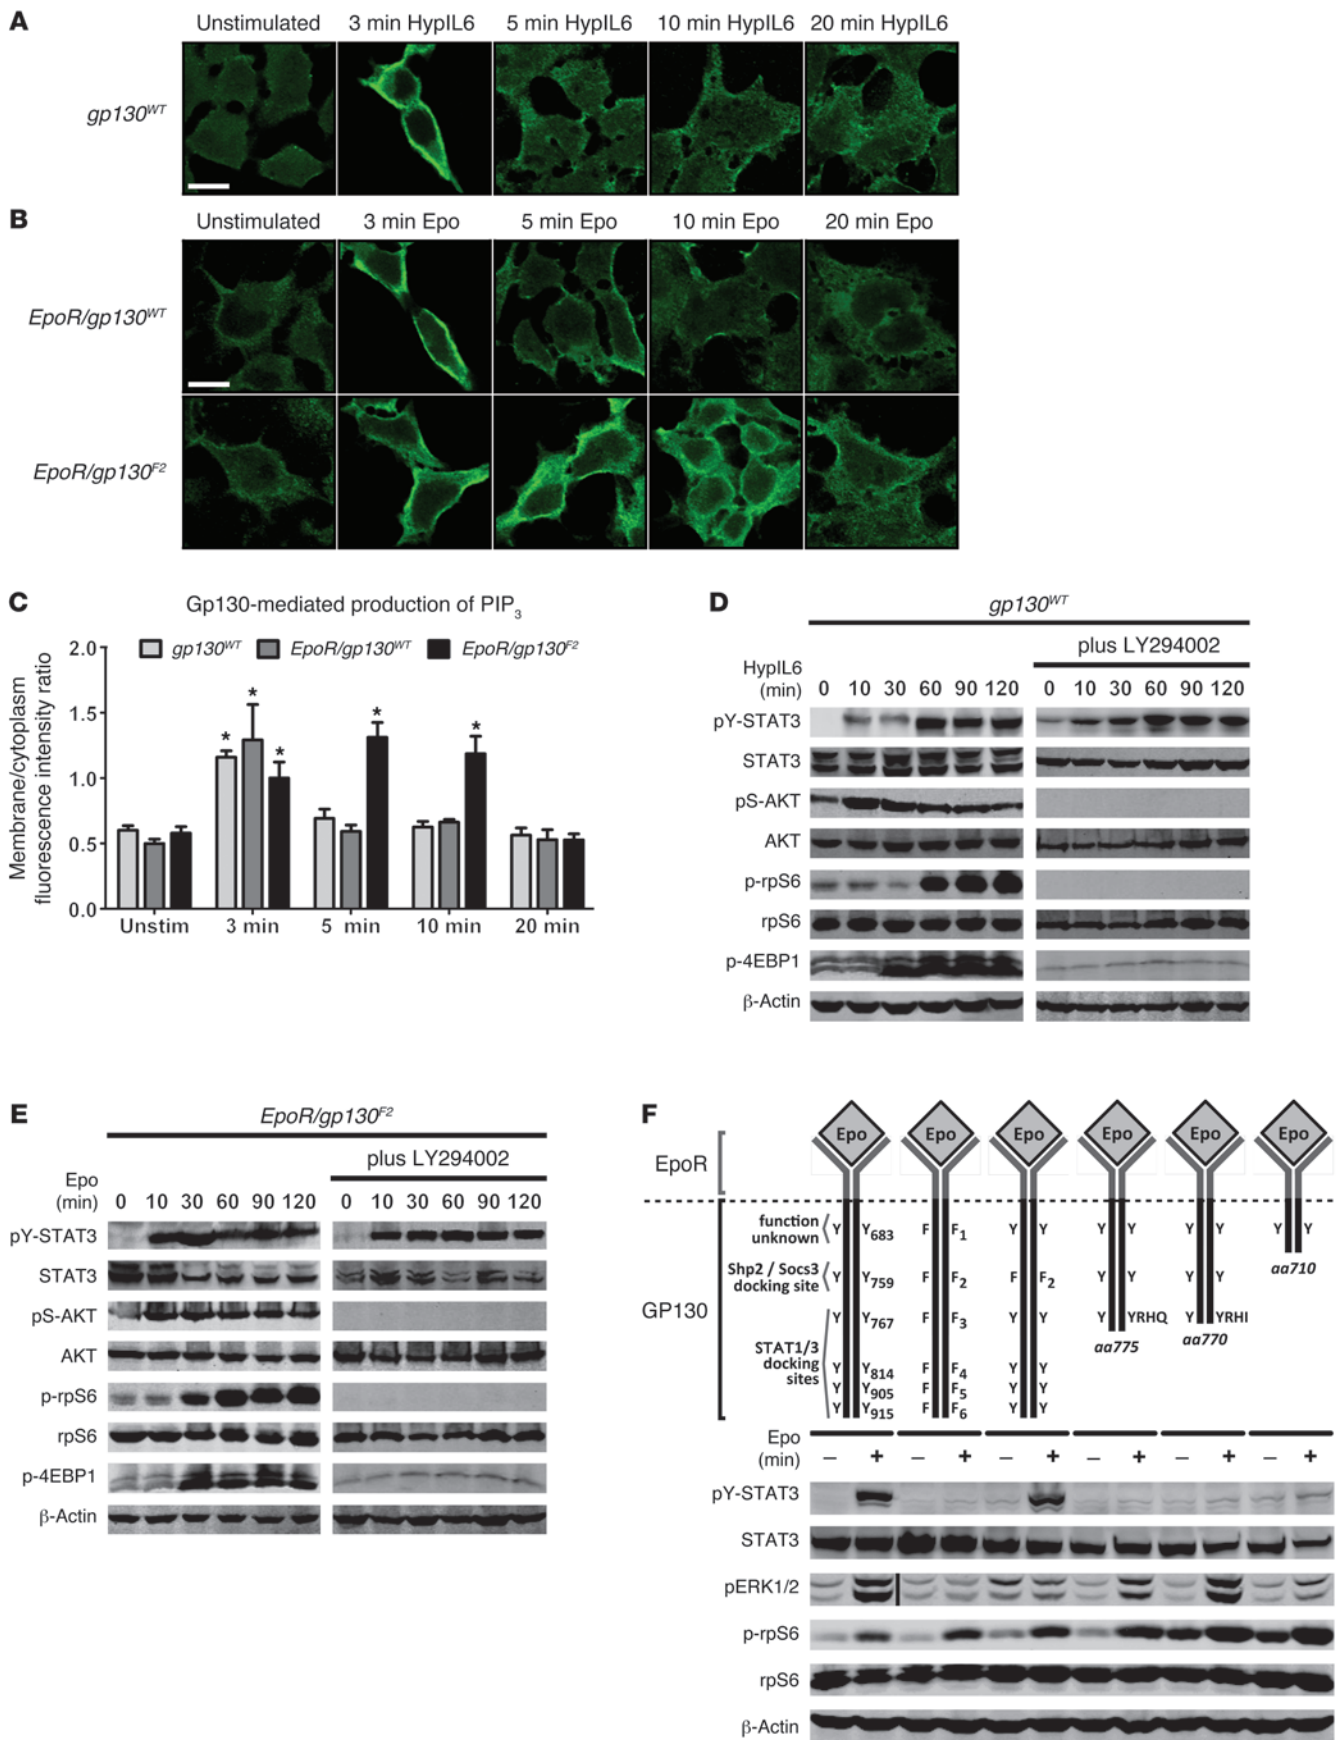 A
Unstimulated 3 min HypIL6 5 min HypIL6 10 min HypIL6 20 min HypIL6
gp130WT
B
Unstimulated 3 min Epo 5 min Epo 10 min Epo 20 min Epo
EpoR/gp130WT
EpoR/gp130F2
C
Gp130-mediated production of PIP3
gp130WT EpoR/gp130WT EpoR/gp130F2
Membrane/cytoplasm
fluorescence intensity ratio
2.0
1.5
1.0
0.5
0.0
* * * * *
Unstim 3 min 5 min 10 min 20 min
D
gp130WT
plus LY294002
HypIL6
(min) 0 10 30 60 90 120 0 10 30 60 90 120
pY-STAT3
STAT3
pS-AKT
AKT
p-rpS6
rpS6
p-4EBP1
β-Actin
E
EpoR/gp130F2
plus LY294002
Epo
(min) 0 10 30 60 90 120 0 10 30 60 90 120
pY-STAT3
STAT3
pS-AKT
AKT
p-rpS6
rpS6
p-4EBP1
β-Actin
F
Epo Epo Epo Epo Epo Epo
EpoR
GP130
function
unknown
Y Y683 F F1 Y Y Y Y Y Y Y Y
aa710
Shp2 / Socs3
docking site
Y Y759 F F2 F F2 Y Y Y Y
Y Y767 F F3 Y Y Y YRHQ Y YRHI
aa775 aa770
STAT1/3
docking
sites
Y Y814 F F4 Y Y
Y Y905 F F5 Y Y
Y Y915 F F6 Y Y
Epo
(min) – + – + – + – + – + – +
pY-STAT3
STAT3
pERK1/2
p-rpS6
rpS6
β-Actin